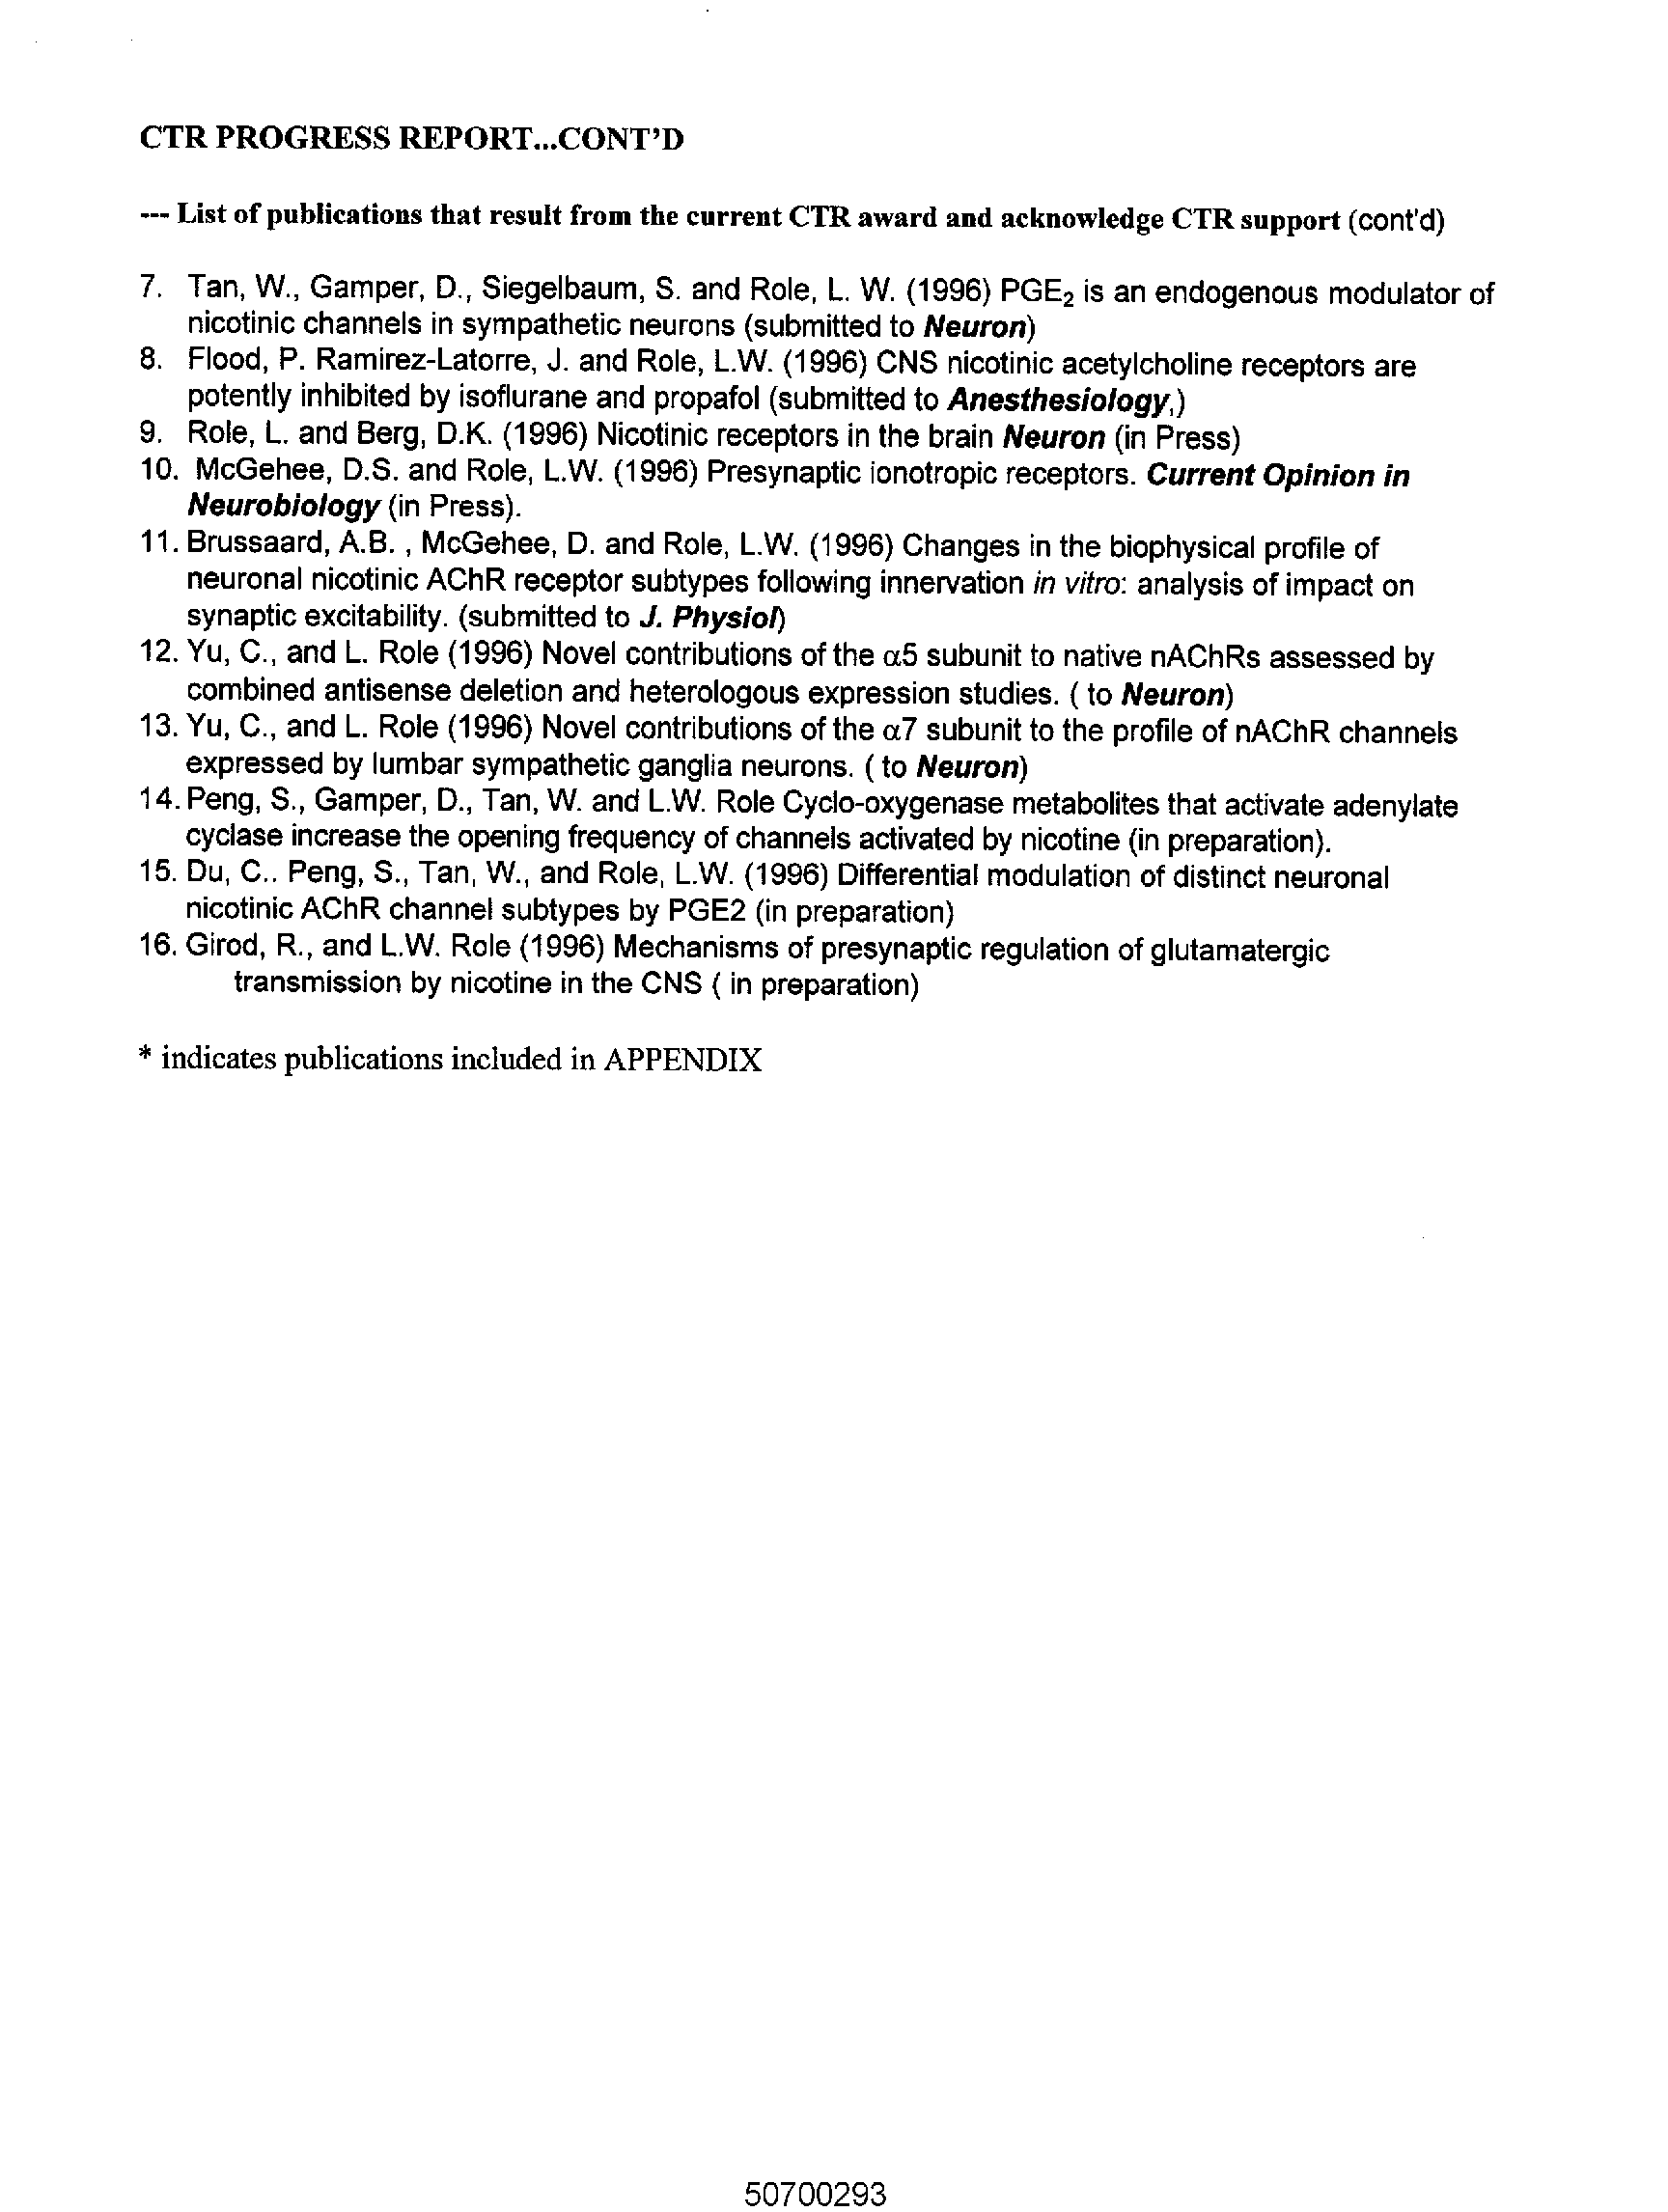 CTR PROGRESS REPORT...CONT'D
--- List of publications that result from the current CTR award and acknowledge CTR support (cont'd)
7. Tan, W., Gamper, D., Siegelbaum, S. and Role, L. W. (1996) PGE₂ is an endogenous modulator of
nicotinic channels in sympathetic neurons (submitted to Neuron)
8. Flood, P. Ramirez-Latorre, J. and Role, L.W. (1996) CNS nicotinic acetylcholine receptors are
potently inhibited by isoflurane and propafol (submitted to Anesthesiology,)
9. Role, L. and Berg, D.K. (1996) Nicotinic receptors in the brain Neuron (in Press)
10. McGehee, D.S. and Role, L.W. (1996) Presynaptic ionotropic receptors. Current Opinion in
Neurobiology (in Press).
11. Brussaard, A.B. , McGehee, D. and Role, L.W. (1996) Changes in the biophysical profile of
neuronal nicotinic AChR receptor subtypes following innervation in vitro: analysis of impact on
synaptic excitability. (submitted to J. Physiol)
12. Yu, C., and L. Role (1996) Novel contributions of the α5 subunit to native nAChRs assessed by
combined antisense deletion and heterologous expression studies. ( to Neuron)
13. Yu, C., and L. Role (1996) Novel contributions of the α7 subunit to the profile of nAChR channels
expressed by lumbar sympathetic ganglia neurons. ( to Neuron)
14. Peng, S., Gamper, D., Tan, W. and L.W. Role Cyclo-oxygenase metabolites that activate adenylate
cyclase increase the opening frequency of channels activated by nicotine (in preparation).
15. Du, C.. Peng, S., Tan, W., and Role, L.W. (1996) Differential modulation of distinct neuronal
nicotinic AChR channel subtypes by PGE2 (in preparation)
16. Girod, R., and L.W. Role (1996) Mechanisms of presynaptic regulation of glutamatergic
transmission by nicotine in the CNS ( in preparation)
* indicates publications included in APPENDIX
50700293